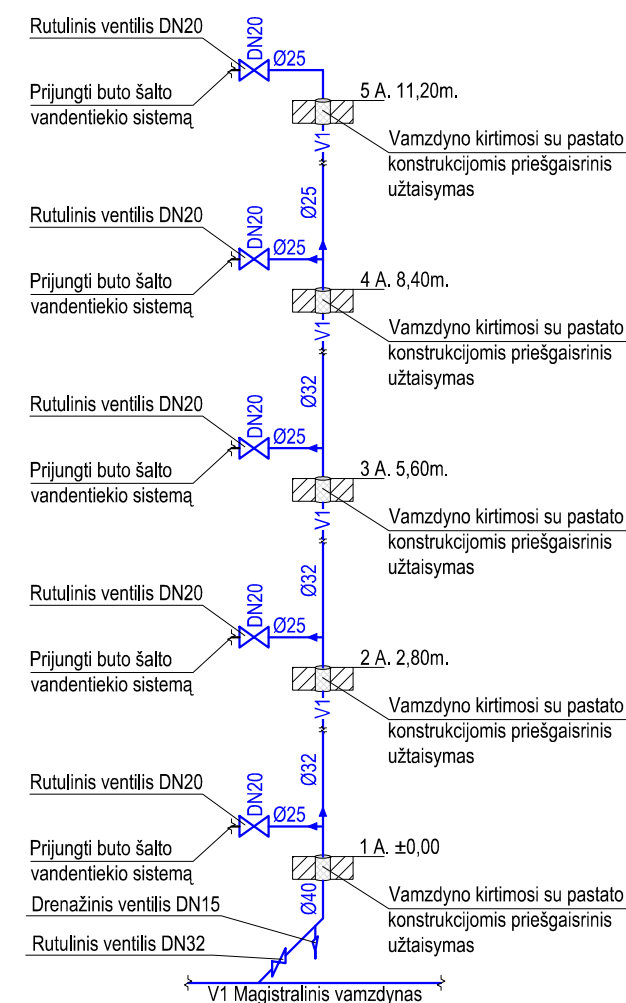 Rutulinis ventilis DN20
DN20
Ø25
Prijungti buto šalto
vandentiekio sistemą
5 A. 11,20m.
Vamzdyno kirtimosi su pastato
konstrukcijomis priešgaisrinis
užtaisymas
V1
Ø25
Rutulinis ventilis DN20
DN20
Ø25
Prijungti buto šalto
vandentiekio sistemą
4 A. 8,40m.
Vamzdyno kirtimosi su pastato
konstrukcijomis priešgaisrinis
užtaisymas
V1
Ø32
Rutulinis ventilis DN20
DN20
Ø25
Prijungti buto šalto
vandentiekio sistemą
3 A. 5,60m.
Vamzdyno kirtimosi su pastato
konstrukcijomis priešgaisrinis
užtaisymas
V1
Ø32
Rutulinis ventilis DN20
DN20
Ø25
Prijungti buto šalto
vandentiekio sistemą
2 A. 2,80m.
Vamzdyno kirtimosi su pastato
konstrukcijomis priešgaisrinis
užtaisymas
V1
Ø32
Rutulinis ventilis DN20
DN20
Ø25
Prijungti buto šalto
vandentiekio sistemą
1 A. ±0,00
Vamzdyno kirtimosi su pastato
konstrukcijomis priešgaisrinis
užtaisymas
Ø40
Drenažinis ventilis DN15
Rutulinis ventilis DN32
V1 Magistralinis vamzdynas